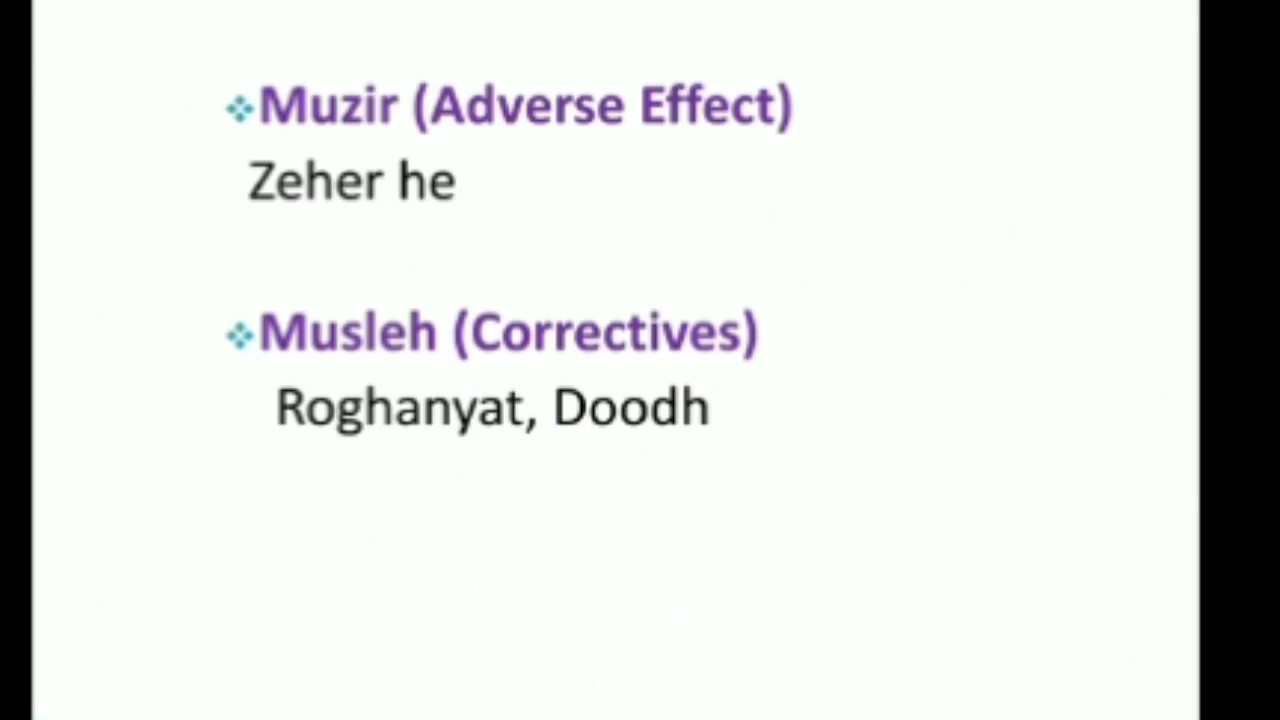 ❖Muzir (Adverse Effect)
Zeher he
❖Musleh (Correctives)
Roghanyat, Doodh